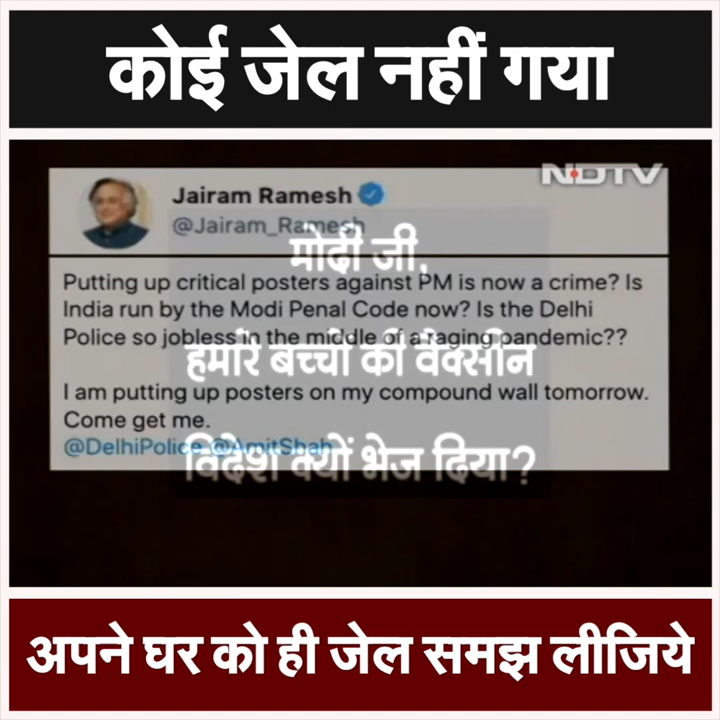 कोई जेल नहीं गया
NDTV
Jairam Ramesh
@Jairam_Ramesh
मोदी जी,
Putting up critical posters against PM is now a crime? Is
India run by the Modi Penal Code now? Is the Delhi
Police so jobless in the middle of a raging pandemic??
हमारे बच्चों की वैक्सीन
I am putting up posters on my compound wall tomorrow.
Come get me.
@DelhiPolice @AmitShah
विदेश क्यों भेज दिया?
अपने घर को ही जेल समझ लीजिये